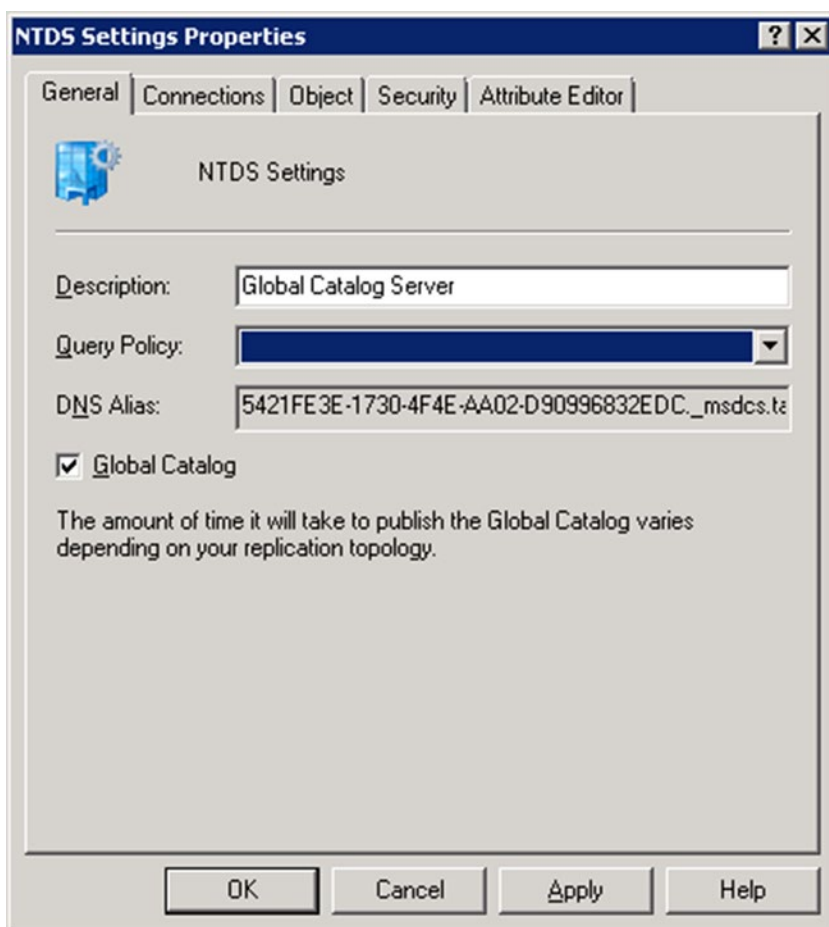 NTDS Settings Properties
General Connections Object Security Attribute Editor
NTDS Settings
Description: Global Catalog Server
Query Policy:
DNS Alias: 5421FE3E-1730-4F4E-AA02-D90996832EDC._msdcs.ta
Global Catalog
The amount of time it will take to publish the Global Catalog varies
depending on your replication topology.
OK Cancel Apply Help